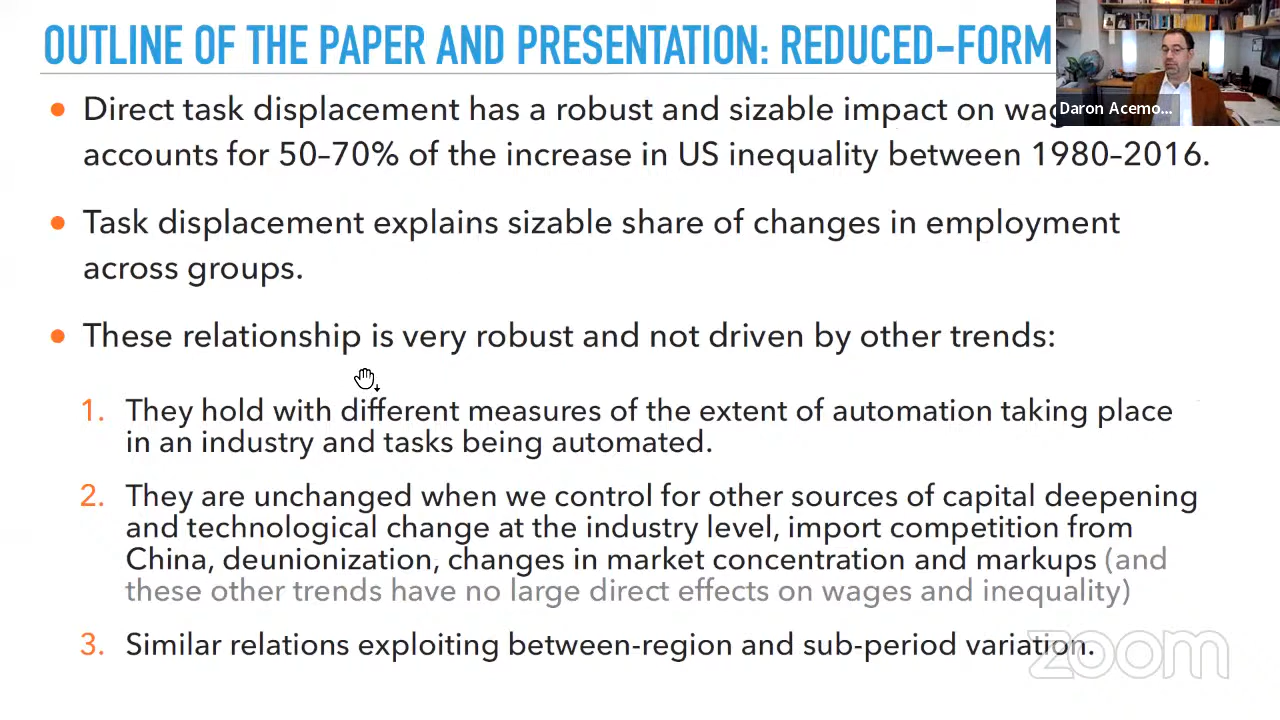 OUTLINE OF THE PAPER AND PRESENTATION: REDUCED-FORM
Daron Acemo...
• Direct task displacement has a robust and sizable impact on
accounts for 50–70% of the increase in US inequality between 1980–2016.
• Task displacement explains sizable share of changes in employment
across groups.
• These relationship is very robust and not driven by other trends:
1. They hold with different measures of the extent of automation taking place
in an industry and tasks being automated.
2. They are unchanged when we control for other sources of capital deepening
and technological change at the industry level, import competition from
China, deunionization, changes in market concentration and markups (and
these other trends have no large direct effects on wages and inequality)
3. Similar relations exploiting between-region and sub-period variation.
zoom